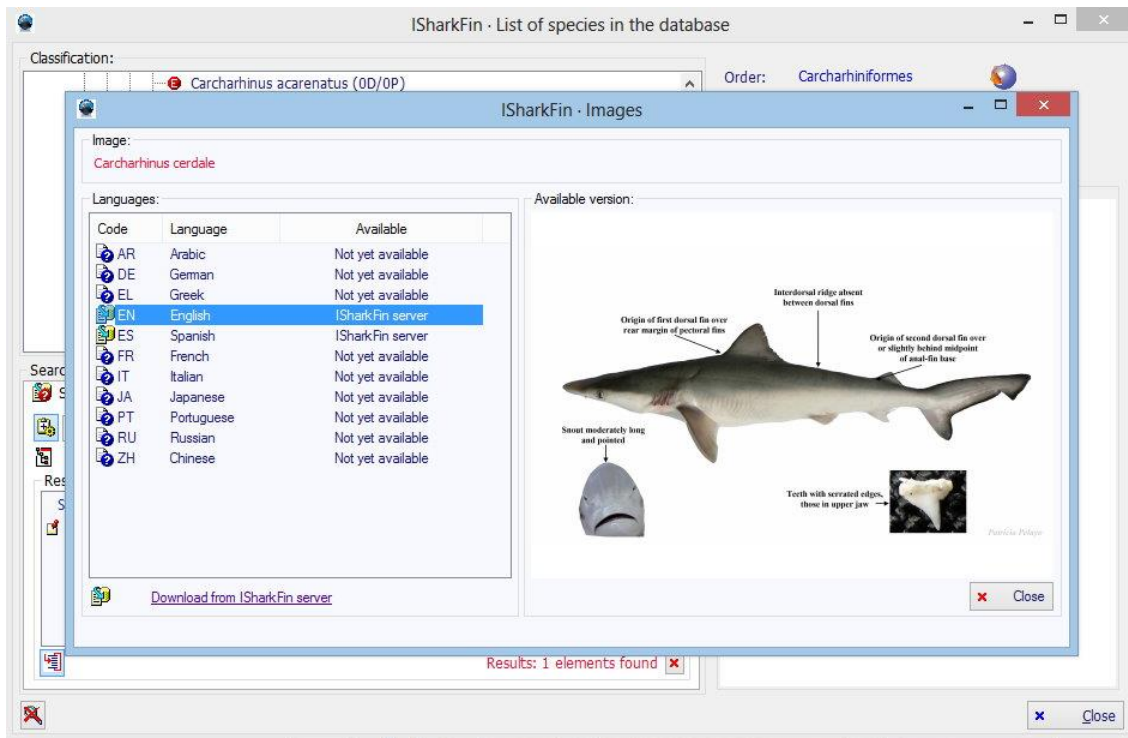 ISharkFin · List of species in the database
Classification:
Carcharhinus acarenatus (0D/0P)
Order: Carcharhiniformes
ISharkFin · Images
Image:
Carcharhinus cerdale
Languages:
Code Language Available
AR Arabic Not yet available
DE German Not yet available
EL Greek Not yet available
EN English ISharkFin server
ES Spanish ISharkFin server
FR French Not yet available
IT Italian Not yet available
JA Japanese Not yet available
PT Portuguese Not yet available
RU Russian Not yet available
ZH Chinese Not yet available
Download from ISharkFin server
Available version:
Interdorsal ridge absent
between dorsal fins
Origin of first dorsal fin over
rear margin of pectoral fins
Origin of second dorsal fin over
or slightly behind midpoint
of anal-fin base
Snout moderately long
and pointed
Teeth with serrated edges,
those in upper jaw
Close
Searc
S
Res
S
Results: 1 elements found
Close